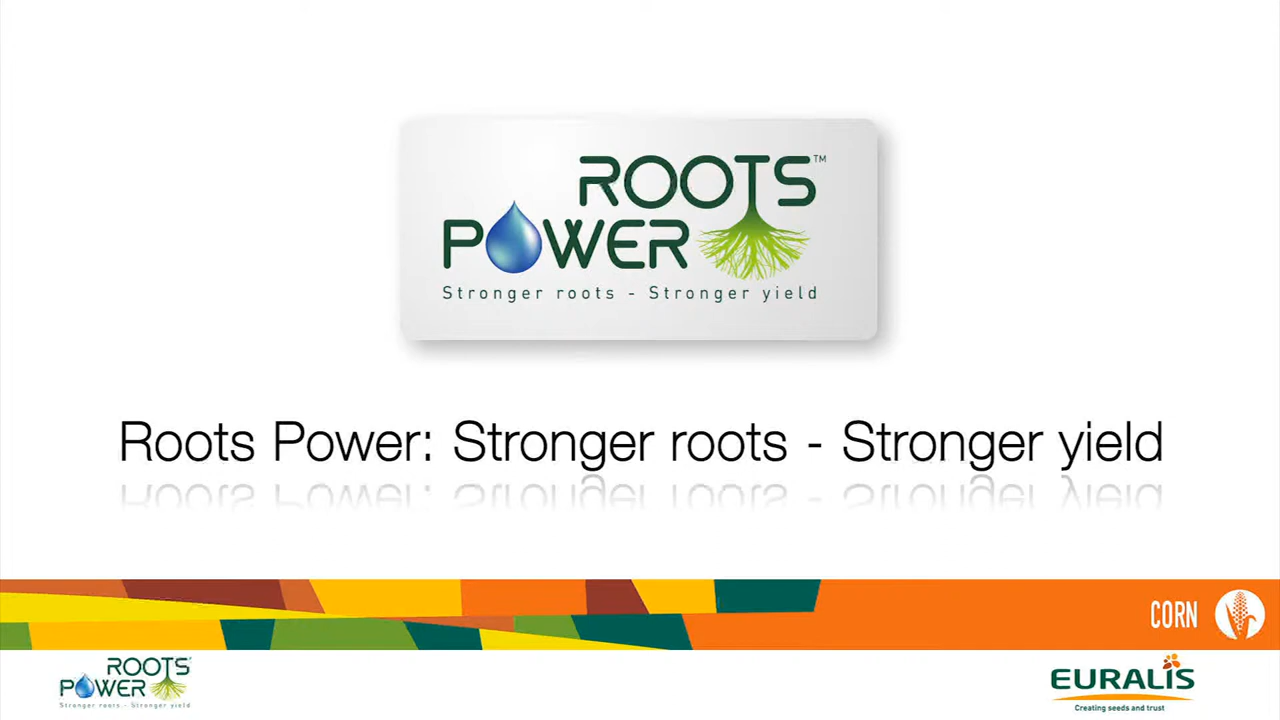 ROOTS™
POWER
Stronger roots - Stronger yield
Roots Power: Stronger roots - Stronger yield
CORN
ROOTS
POWER
Stronger roots - Stronger yield
EURALIS
Creating seeds and trust